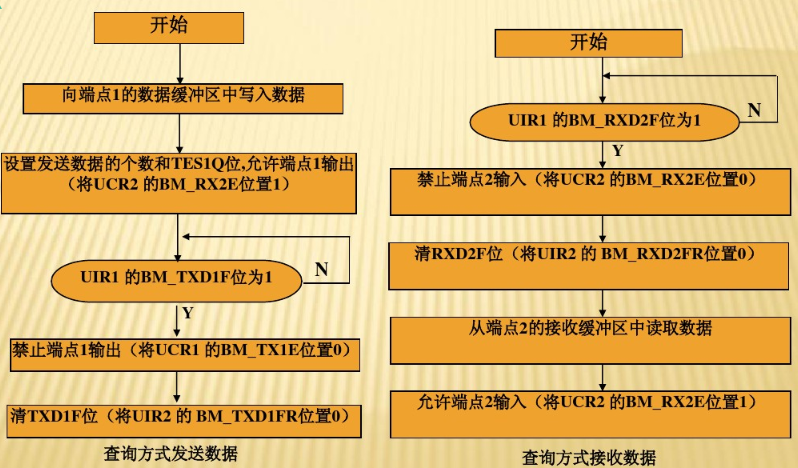 开始
向端点1的数据缓冲区中写入数据
设置发送数据的个数和TES1Q位,允许端点1输出
（将UCR2 的BM_RX2E位置1）
UIR1 的BM_TXD1F位为1
N
Y
禁止端点1输出（将UCR1 的BM_TX1E位置0）
清TXD1F位（将UIR2 的 BM_TXD1FR位置0）
查询方式发送数据
开始
UIR1 的BM_RXD2F位为1
N
Y
禁止端点2输入（将UCR2 的BM_RX2E位置0）
清RXD2F位（将UIR2 的 BM_RXD2FR位置0）
从端点2的接收缓冲区中读取数据
允许端点2输入（将UCR2 的BM_RX2E位置1）
查询方式接收数据